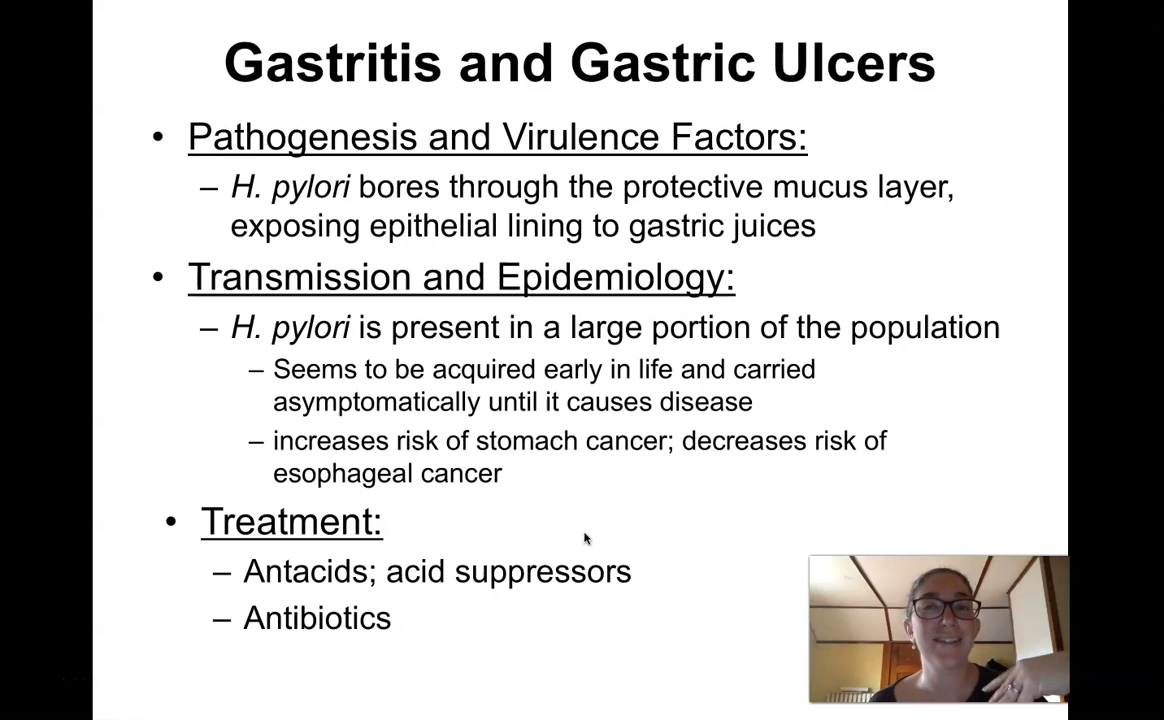 Gastritis and Gastric Ulcers
• Pathogenesis and Virulence Factors:
– H. pylori bores through the protective mucus layer,
exposing epithelial lining to gastric juices
• Transmission and Epidemiology:
– H. pylori is present in a large portion of the population
– Seems to be acquired early in life and carried
asymptomatically until it causes disease
– increases risk of stomach cancer; decreases risk of
esophageal cancer
• Treatment:
– Antacids; acid suppressors
– Antibiotics